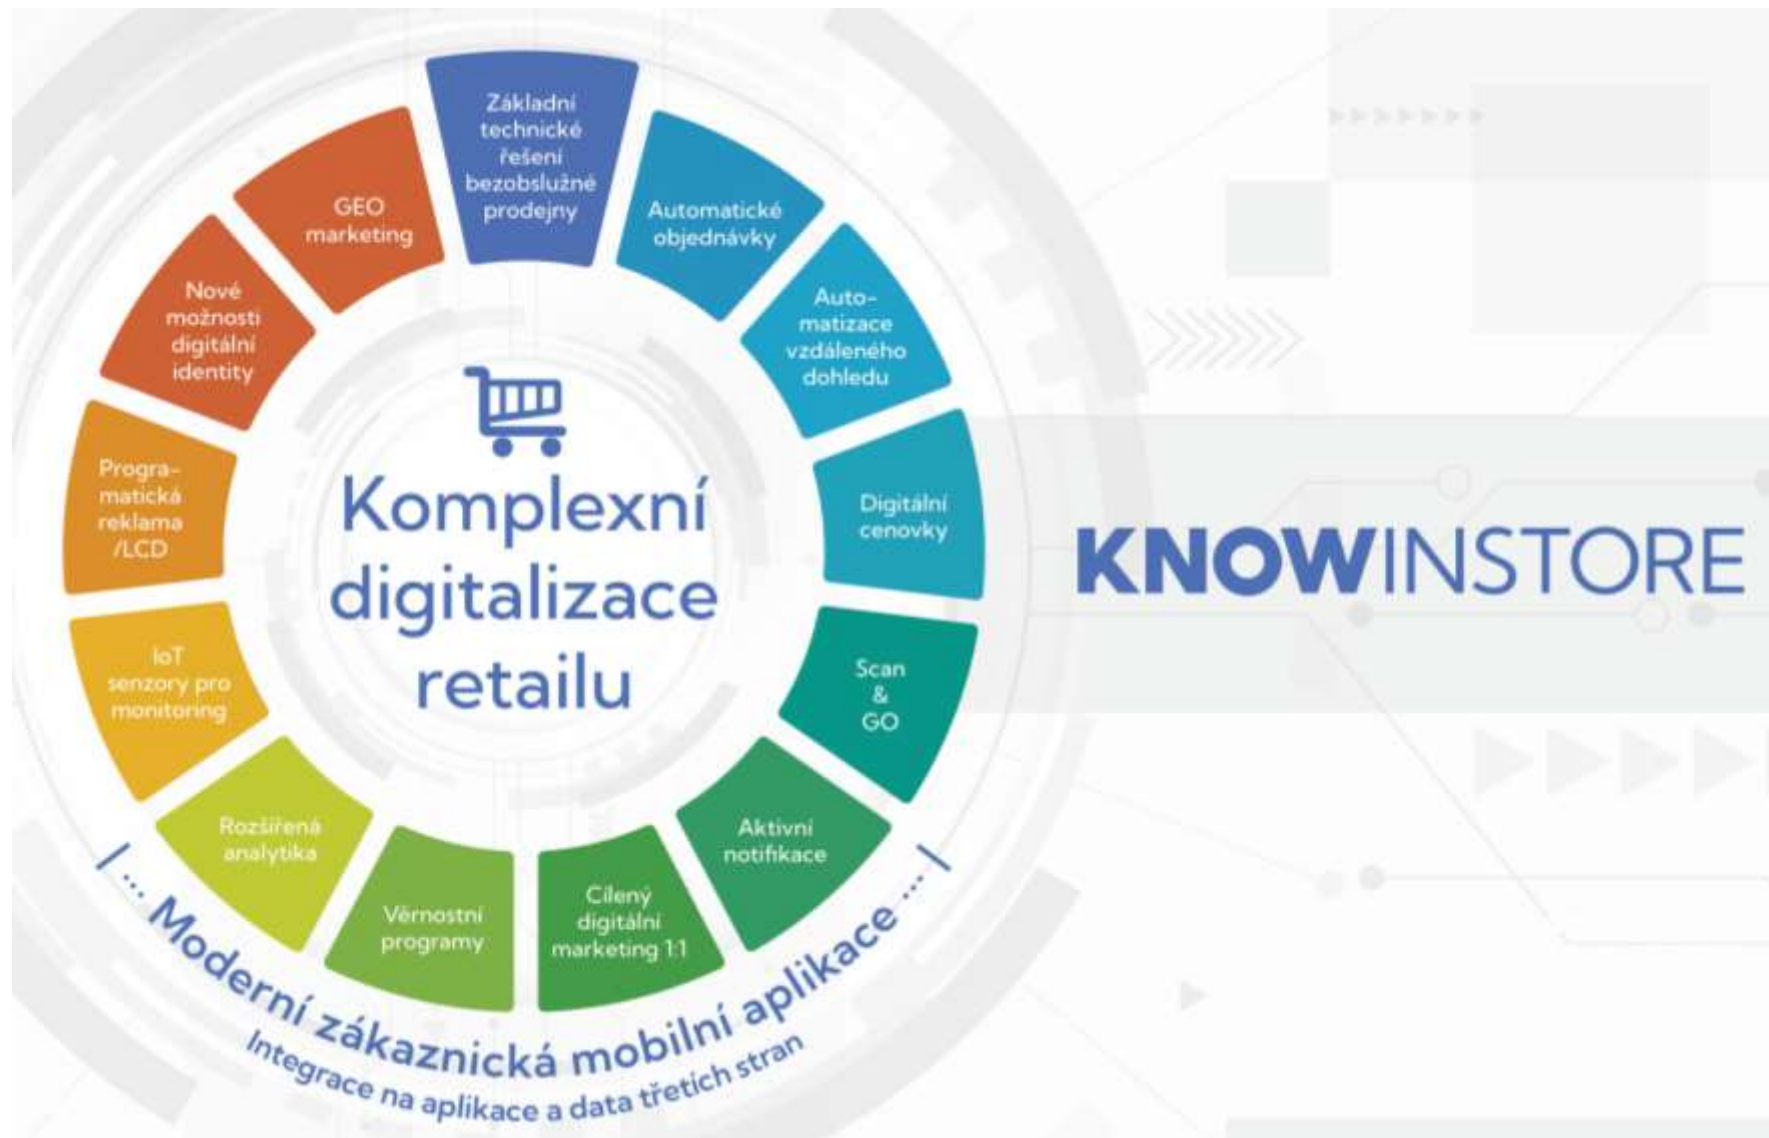 Základní
technické
řešení
bezobslužné
prodejny
Automatické
objednávky
Auto-
matizace
vzdáleného
dohledu
Digitální
cenovky
Scan
&
GO
Aktivní
notifikace
Cílený
digitální
marketing 1:1
Věrnostní
programy
Rozšířená
analytika
IoT
senzory pro
monitoring
Progra-
matická
reklama
/LCD
Nové
možnosti
digitální
identity
GEO
marketing
Komplexní
digitalizace
retailu
... Moderní zákaznická mobilní aplikace ...
Integrace na aplikace a data třetích stran
KNOWINSTORE